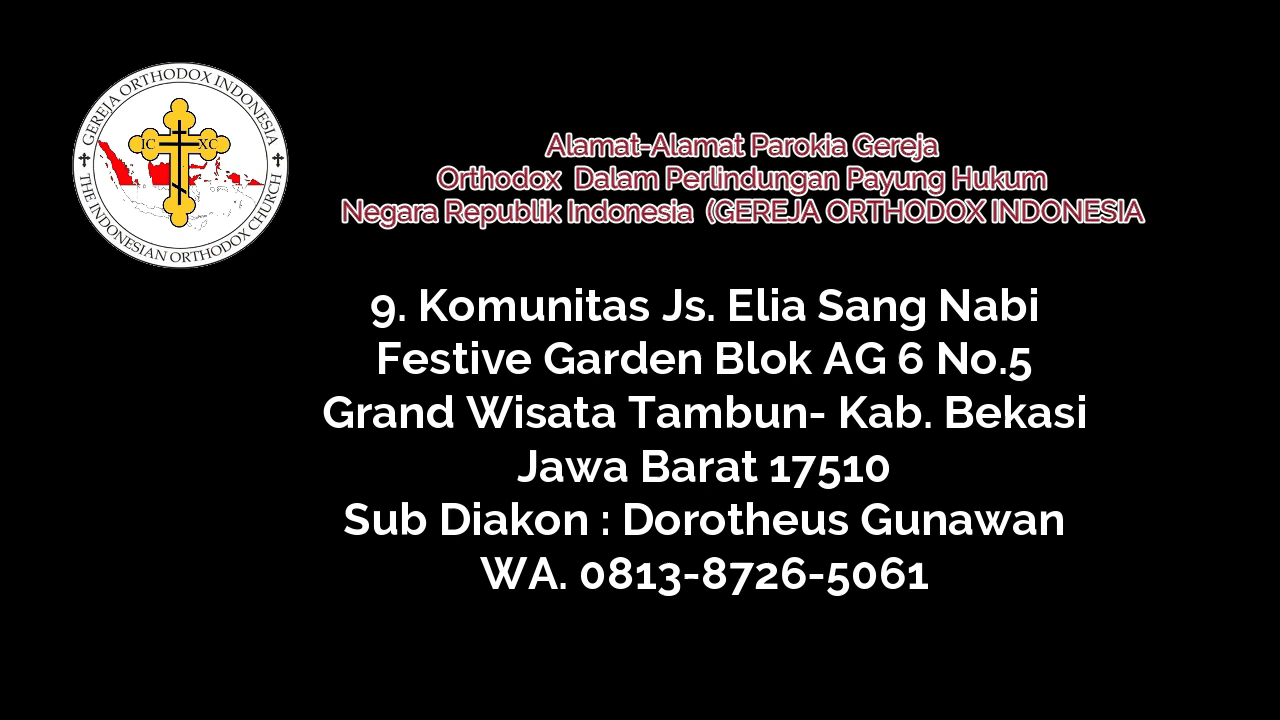 GEREJA ORTHODOX INDONESIA
THE INDONESIAN ORTHODOX CHURCH
IC XC
Alamat-Alamat Parokia Gereja
Orthodox Dalam Perlindungan Payung Hukum
Negara Republik Indonesia (GEREJA ORTHODOX INDONESIA
9. Komunitas Js. Elia Sang Nabi
Festive Garden Blok AG 6 No.5
Grand Wisata Tambun- Kab. Bekasi
Jawa Barat 17510
Sub Diakon : Dorotheus Gunawan
WA. 0813-8726-5061